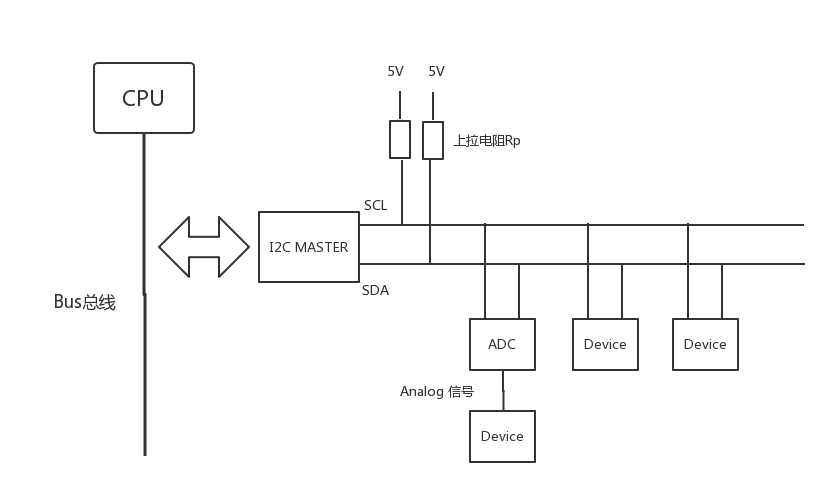 5V
5V
CPU
上拉电阻Rp
SCL
I2C MASTER
SDA
Bus总线
ADC
Device
Device
Analog 信号
Device